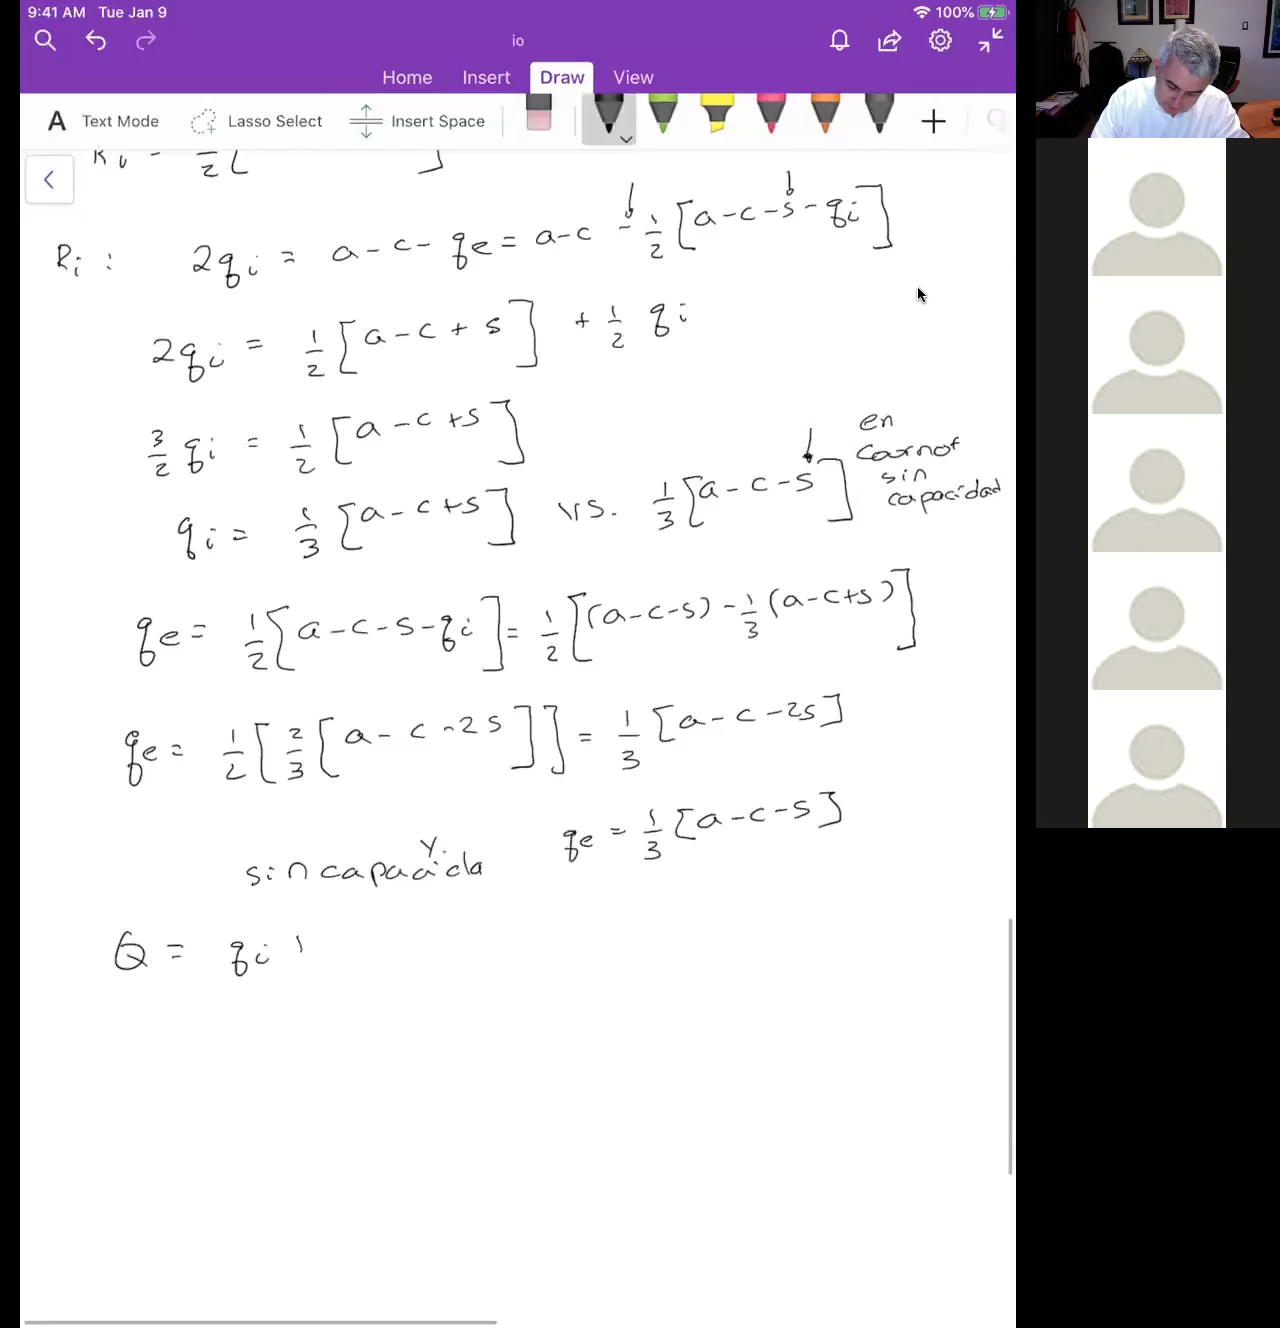 9:41 AM Tue Jan 9
100%
io
Home Insert Draw View
A Text Mode Lasso Select Insert Space
Ri : 2qi = a-c- qe = a-c - 1/2 [a-c-s-qi]
2qi = 1/2 [a-c+s] + 1/2 qi
3/2 qi = 1/2 [a-c+s]
qi = 1/3 [a-c+s] vs. 1/3 [a-c-s] en
Cournot
sin
capacidad
qe = 1/2 [a-c-s-qi] = 1/2 [(a-c-s) - 1/3 (a-c+s)]
qe = 1/2 [2/3 [a-c-2s]] = 1/3 [a-c-2s]
sin capacida qe = 1/3 [a-c-s]
Q = qi